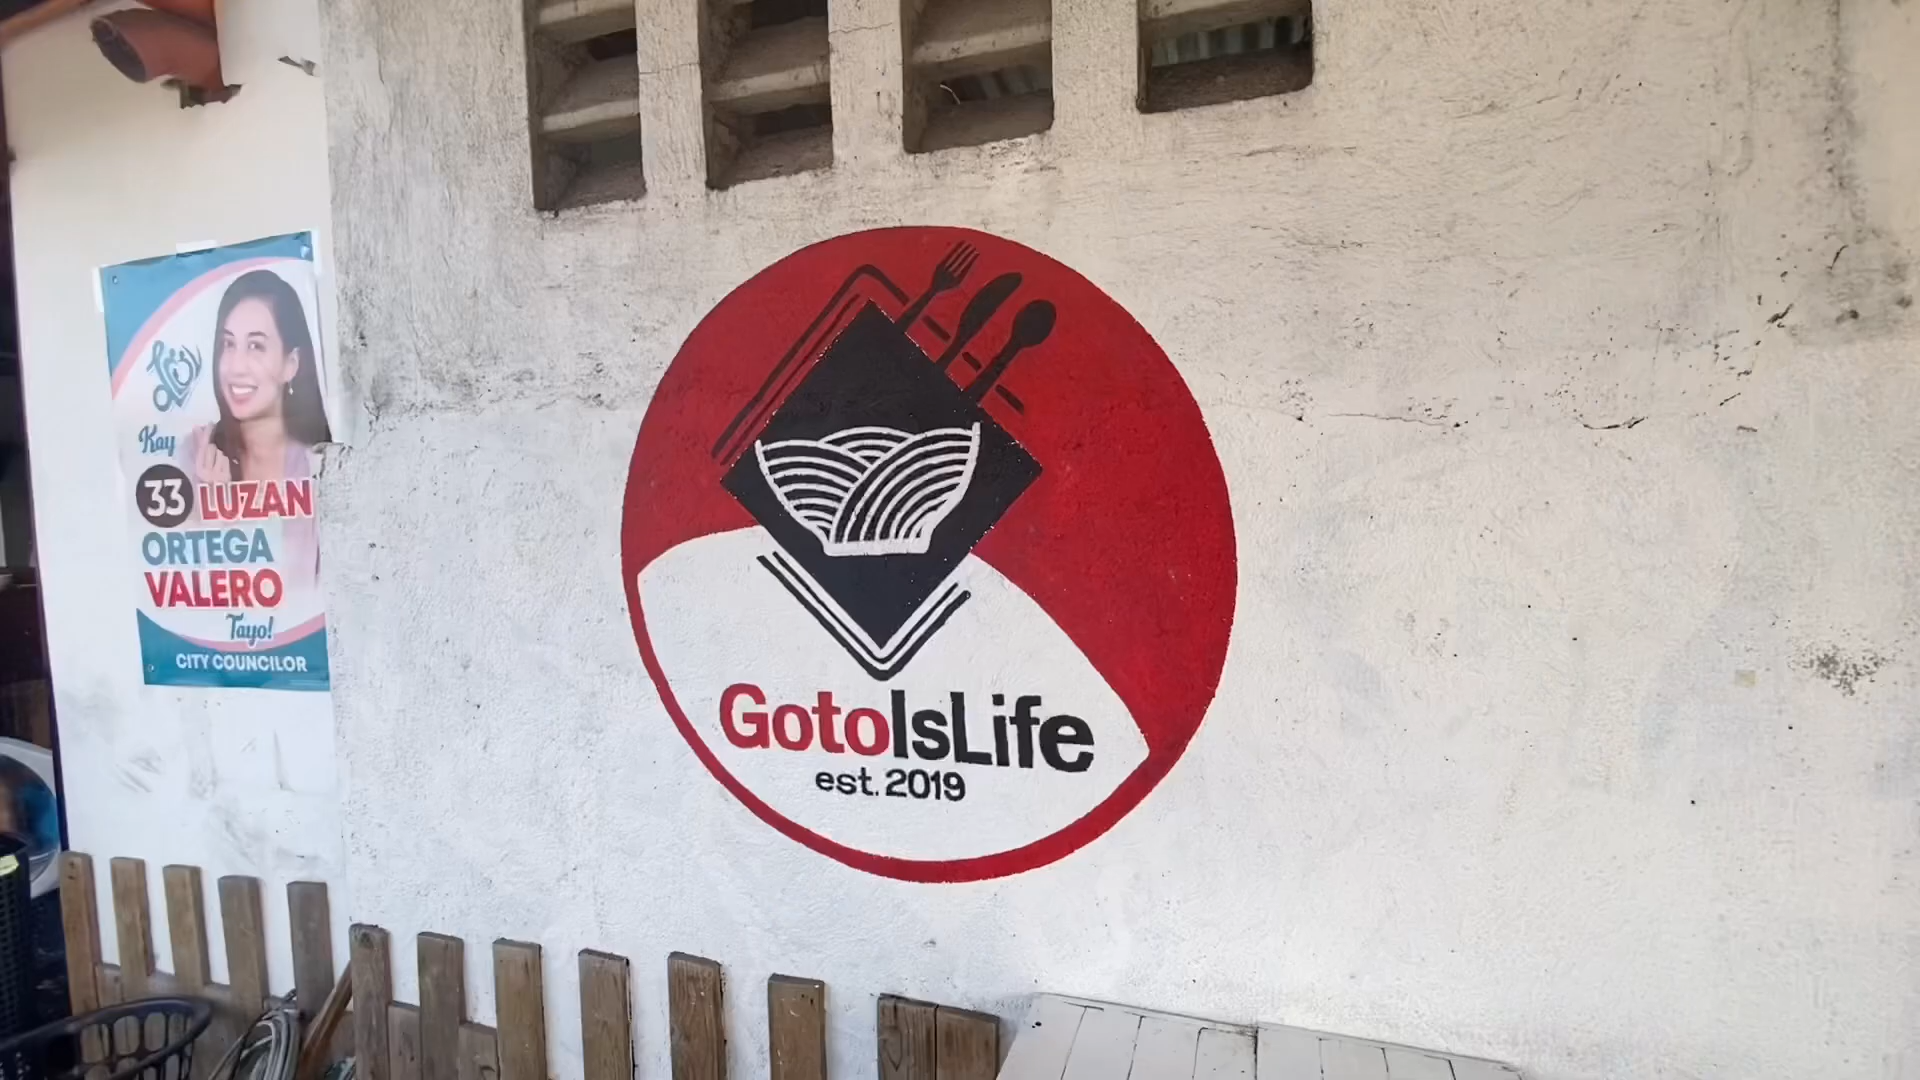 Kay
33 LUZAN
ORTEGA
VALERO
Tayo!
CITY COUNCILOR
GotoIsLife
est. 2019